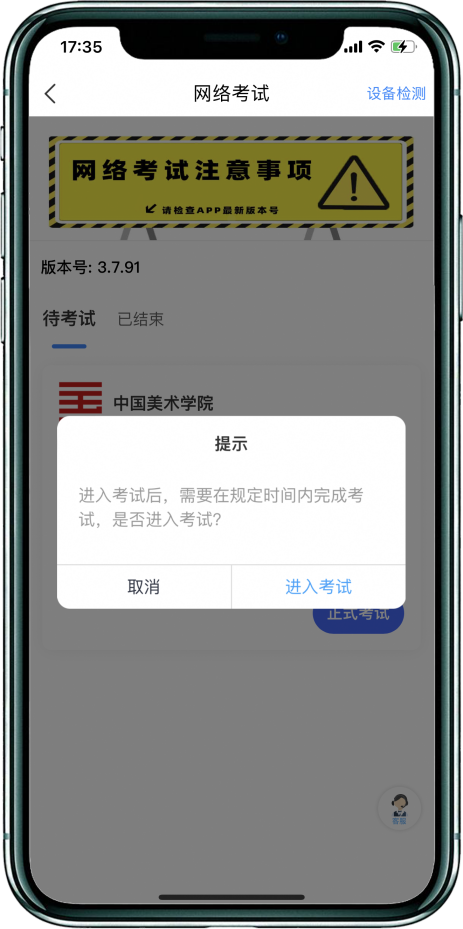 17:35
网络考试
设备检测
网络考试注意事项
请检查APP最新版本号
版本号: 3.7.91
待考试
已结束
中国美术学院
提示
进入考试后，需要在规定时间内完成考
试，是否进入考试？
取消
进入考试
正式考试
客服